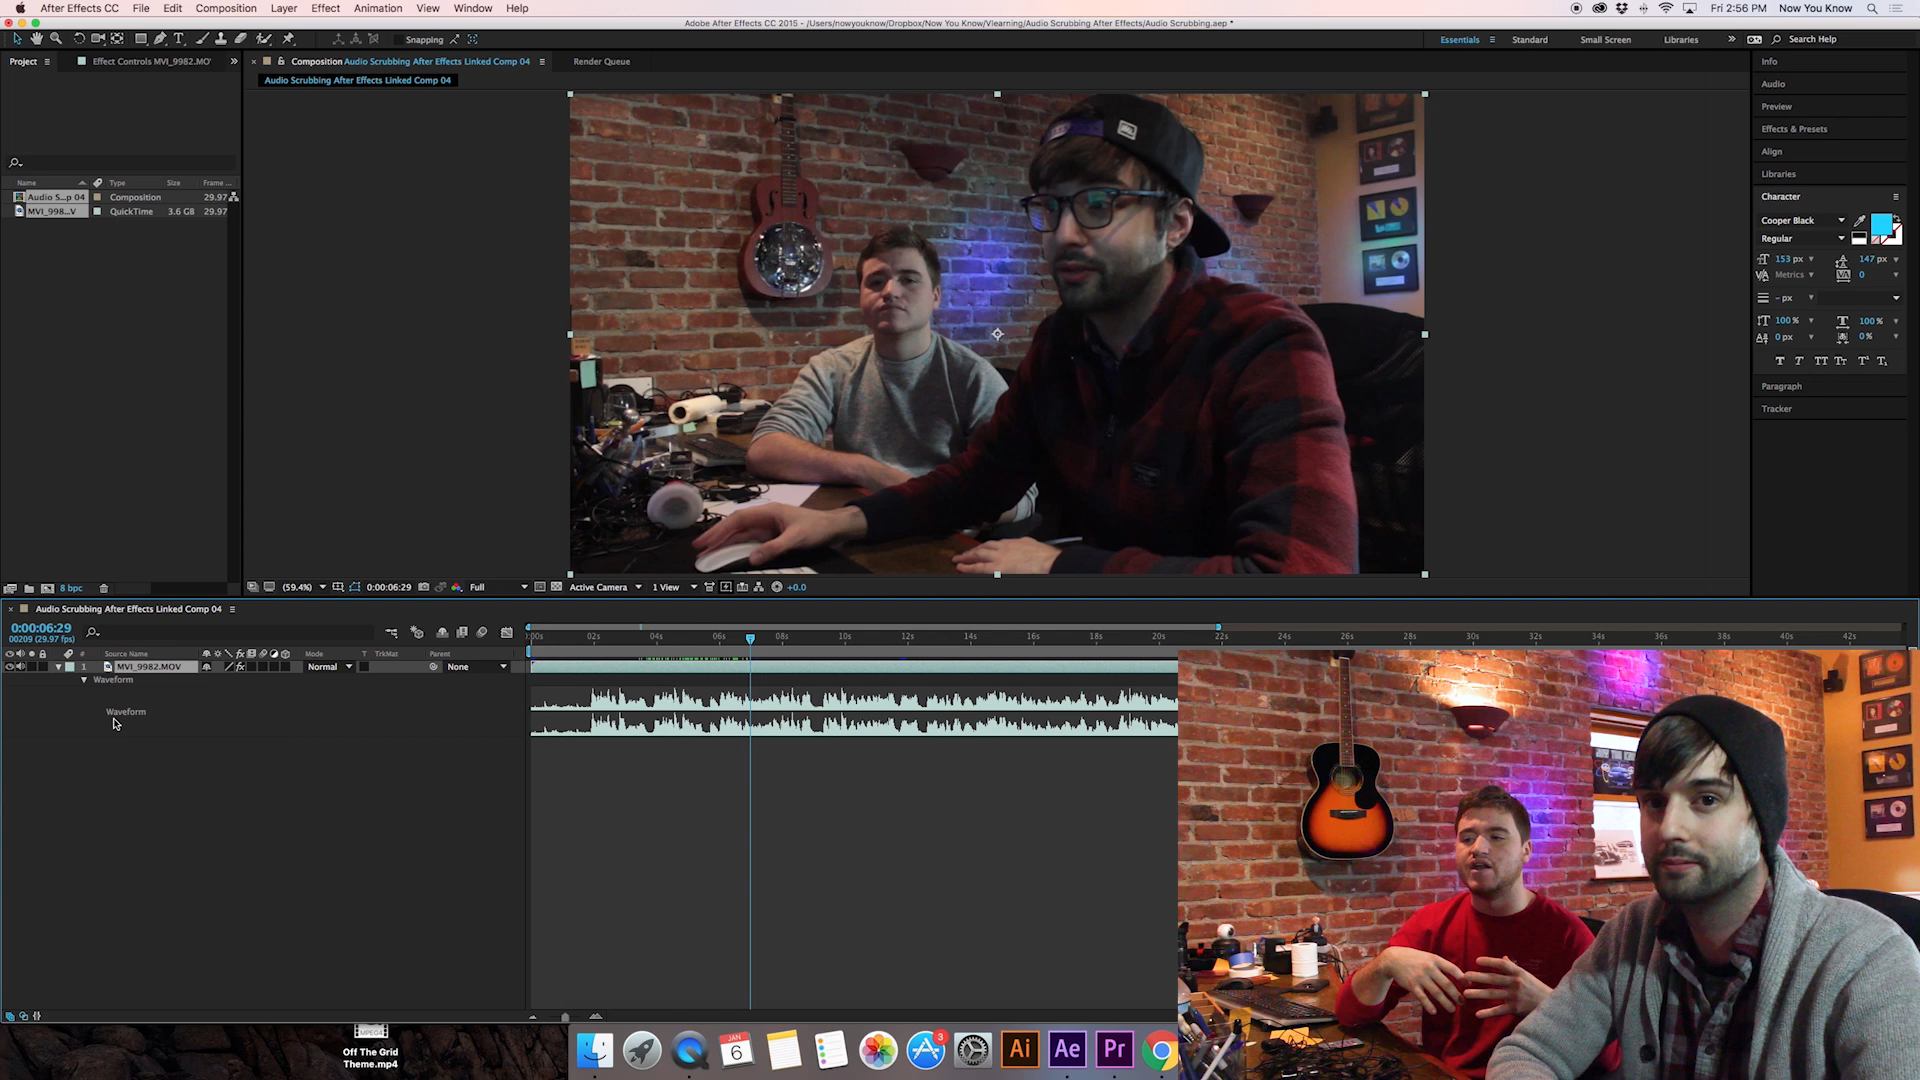 After Effects CC File Edit Composition Layer Effect Animation View Window Help
Fri 2:56 PM Now You Know
Adobe After Effects CC 2015 - /Users/nowyouknow/Dropbox/Now You Know/Vlearning/Audio Scrubbing After Effects/Audio Scrubbing.aep *
Snapping
Essentials Standard Small Screen Libraries Search Help
Project Effect Controls MVI_9982.MO
Composition Audio Scrubbing After Effects Linked Comp 04 Render Queue
Audio Scrubbing After Effects Linked Comp 04
Name Type Size Frame ...
Audio S...p 04 Composition 29.97
MVI_998...V QuickTime 3.6 GB 29.97
8 bpc
(59.4%) 0:00:06:29 Full Active Camera 1 View +0.0
Info
Audio
Preview
Effects & Presets
Align
Libraries
Character
Cooper Black
Regular
153 px 147 px
Metrics 0
- px
100 % 100 %
0 px 0 %
Paragraph
Tracker
Audio Scrubbing After Effects Linked Comp 04
0:00:06:29
00209 (29.97 fps)
# Source Name Mode T TrkMat Parent
1 MVI_9982.MOV Normal None
Waveform
Waveform
:00s 02s 04s 06s 08s 10s 12s 14s 16s 18s 20s 22s 24s 26s 28s 30s 32s 34s 36s 38s 40s 42s
MPEG4
Off The Grid
Theme.mp4
JAN
6
3
Ai Ae Pr